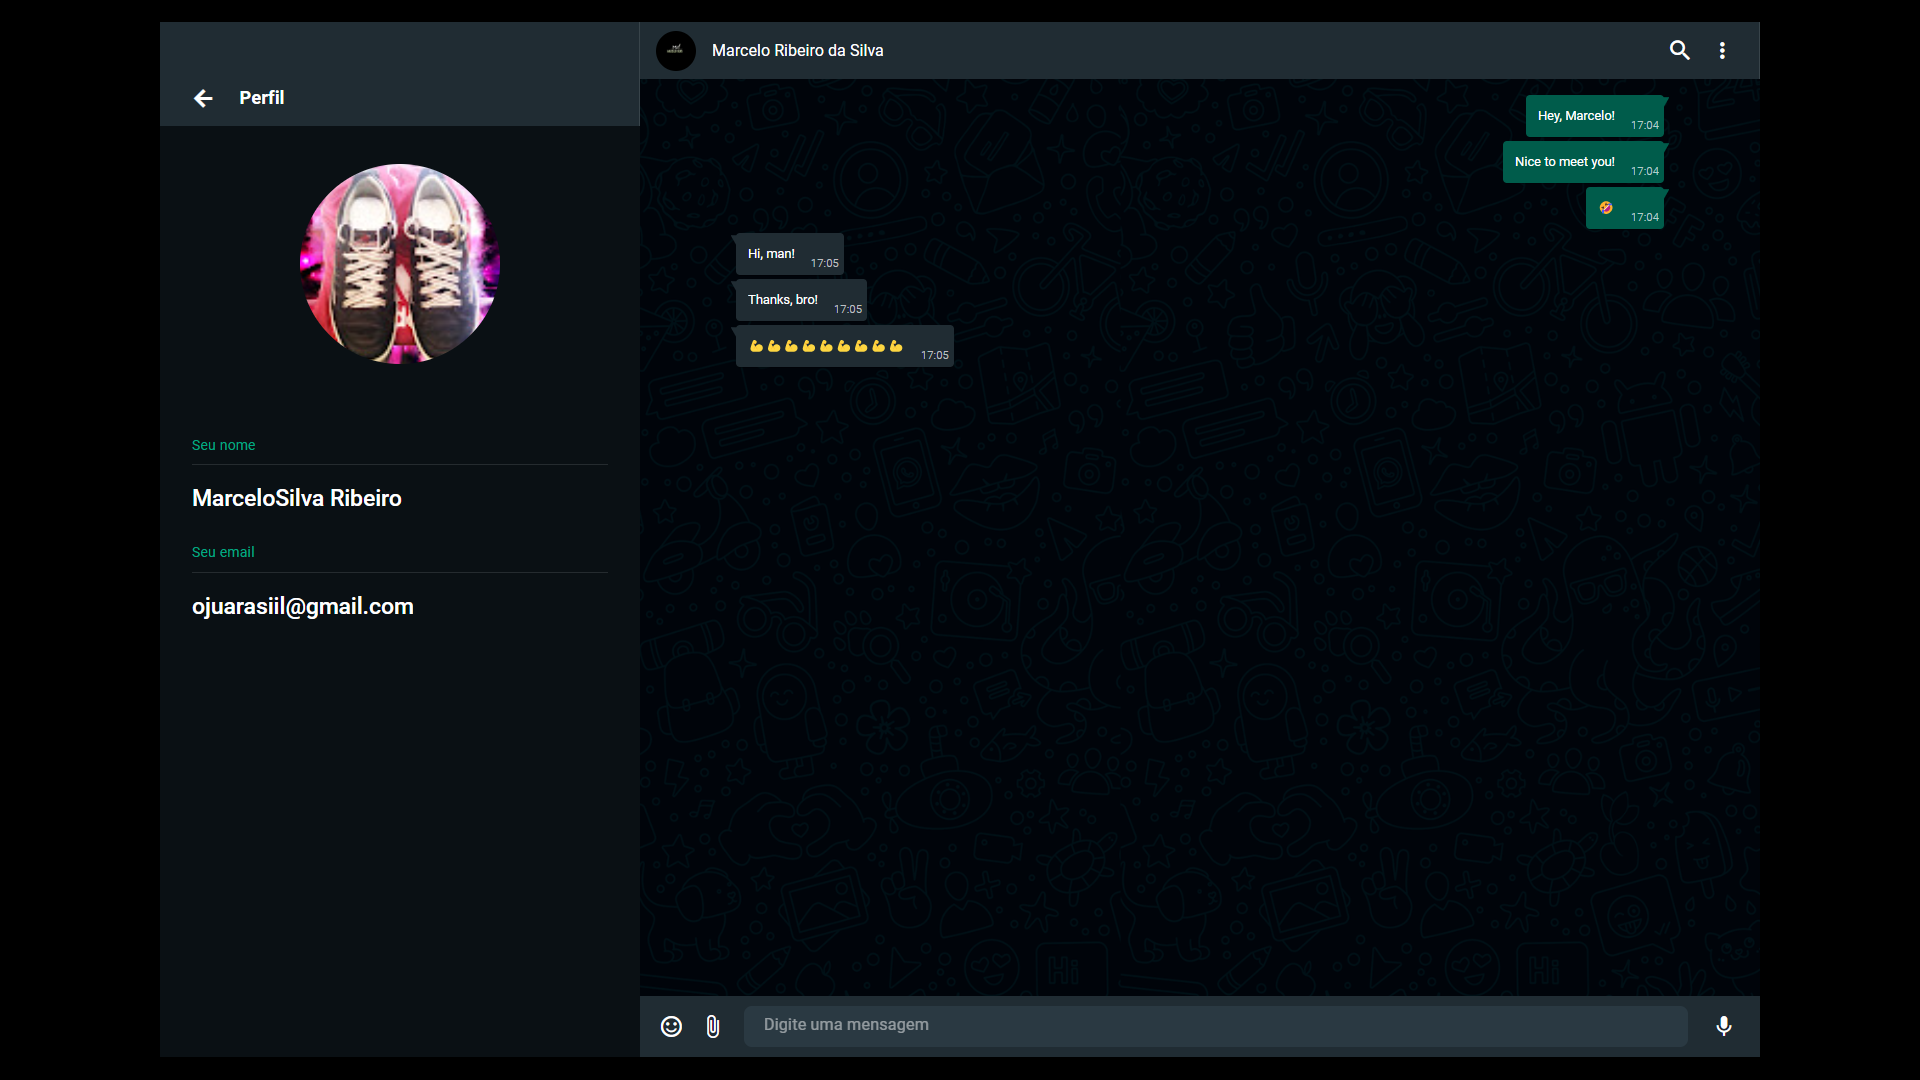 Perfil
Seu nome
MarceloSilva Ribeiro
Seu email
ojuarasiil@gmail.com
Marcelo Ribeiro da Silva
Hey, Marcelo! 17:04
Nice to meet you! 17:04
🤣 17:04
Hi, man! 17:05
Thanks, bro! 17:05
💪💪💪💪💪💪💪💪💪 17:05
Hi
Hi
Digite uma mensagem